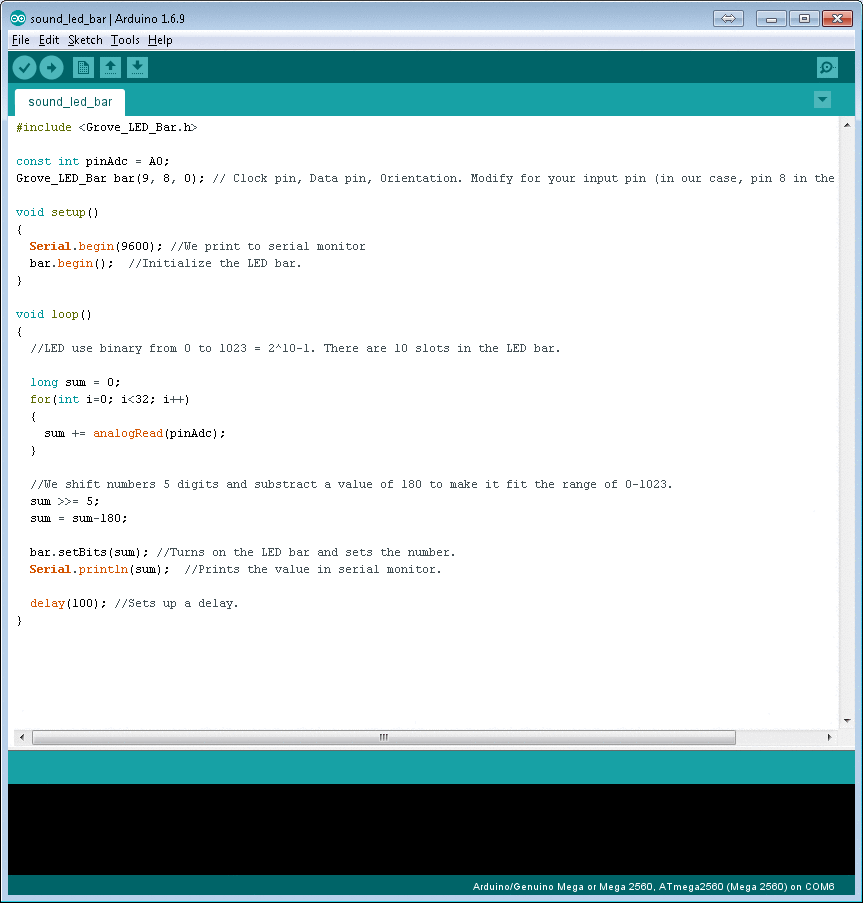 sound_led_bar | Arduino 1.6.9
File Edit Sketch Tools Help
sound_led_bar
#include <Grove_LED_Bar.h>
const int pinAdc = A0;
Grove_LED_Bar bar(9, 8, 0); // Clock pin, Data pin, Orientation. Modify for your input pin (in our case, pin 8 in the
void setup()
{
Serial.begin(9600); //We print to serial monitor
bar.begin(); //Initialize the LED bar.
}
void loop()
{
//LED use binary from 0 to 1023 = 2^10-1. There are 10 slots in the LED bar.
long sum = 0;
for(int i=0; i<32; i++)
{
sum += analogRead(pinAdc);
}
//We shift numbers 5 digits and substract a value of 180 to make it fit the range of 0-1023.
sum >>= 5;
sum = sum-180;
bar.setBits(sum); //Turns on the LED bar and sets the number.
Serial.println(sum); //Prints the value in serial monitor.
delay(100); //Sets up a delay.
}
Arduino/Genuino Mega or Mega 2560, ATmega2560 (Mega 2560) on COM6